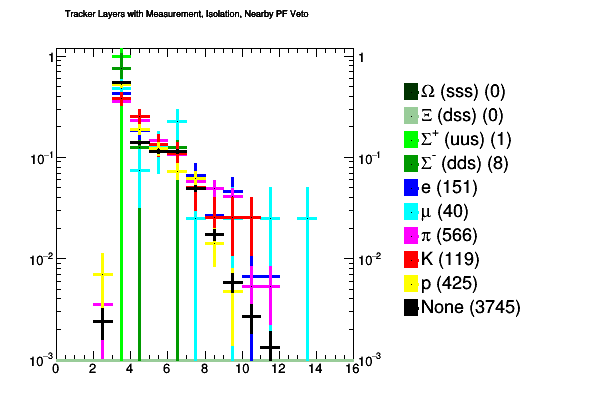 Tracker Layers with Measurement, Isolation, Nearby PF Veto
1 1
10⁻¹ 10⁻¹
10⁻² 10⁻²
10⁻³ 10⁻³
0 2 4 6 8 10 12 14 16
Ω (sss) (0)
Ξ (dss) (0)
Σ⁺ (uus) (1)
Σ⁻ (dds) (8)
e (151)
μ (40)
π (566)
K (119)
p (425)
None (3745)